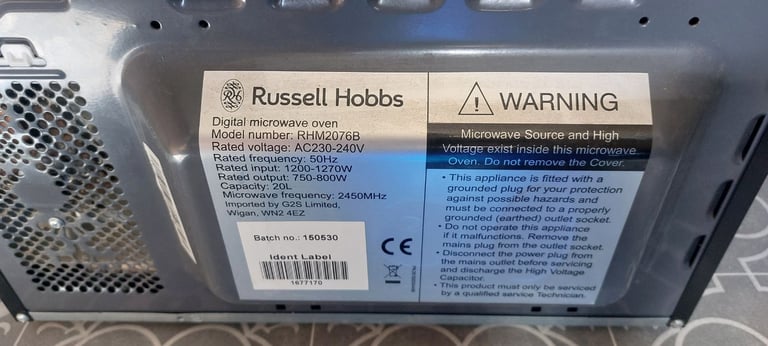 RH
Russell Hobbs
Digital microwave oven
Model number: RHM2076B
Rated voltage: AC230-240V
Rated frequency: 50Hz
Rated input: 1200-1270W
Rated output: 750-800W
Capacity: 20L
Microwave frequency: 2450MHz
Imported by G2S Limited,
Wigan, WN2 4EZ
Batch no.: 150530
Ident Label
1677170
CE
WARNING
Microwave Source and High
Voltage exist inside this microwave
Oven. Do not remove the Cover.
• This appliance is fitted with a
grounded plug for your protection
against possible hazards and
must be connected to a properly
grounded (earthed) outlet socket.
• Do not operate this appliance
if it malfunctions. Remove the
mains plug from the outlet socket.
• Disconnect the power plug from
the mains outlet before servicing
and discharge the High Voltage
Capacitor.
• This product must only be serviced
by a qualified service Technician.